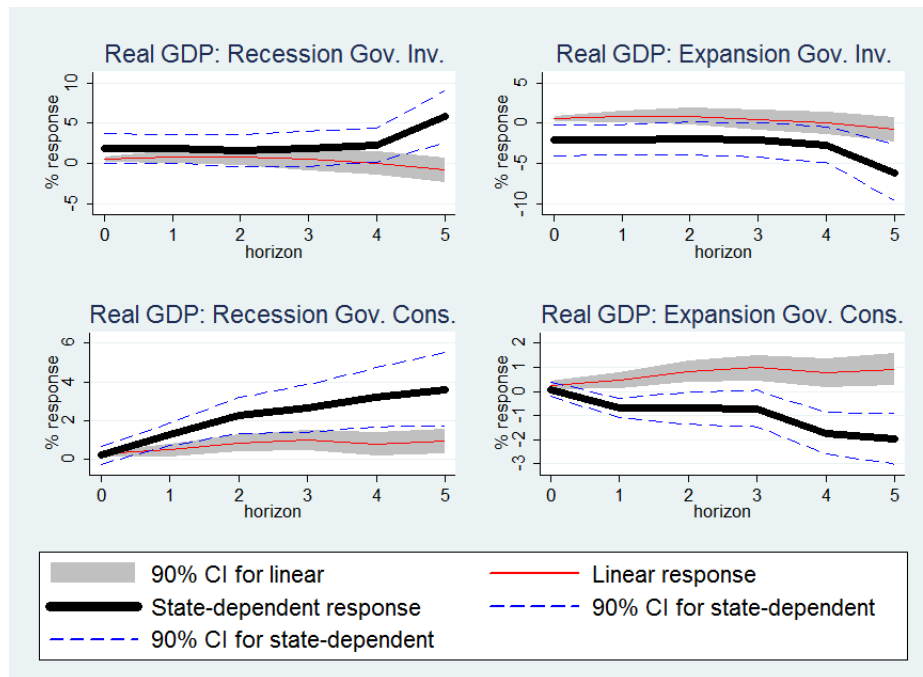 Real GDP: Recession Gov. Inv.
% response
10
5
0
-5
0 1 2 3 4 5
horizon
Real GDP: Expansion Gov. Inv.
% response
5
0
-5
-10
0 1 2 3 4 5
horizon
Real GDP: Recession Gov. Cons.
% response
6
4
2
0
0 1 2 3 4 5
horizon
Real GDP: Expansion Gov. Cons.
% response
2
1
0
-1
-2
-3
0 1 2 3 4 5
horizon
90% CI for linear
Linear response
State-dependent response
90% CI for state-dependent
90% CI for state-dependent